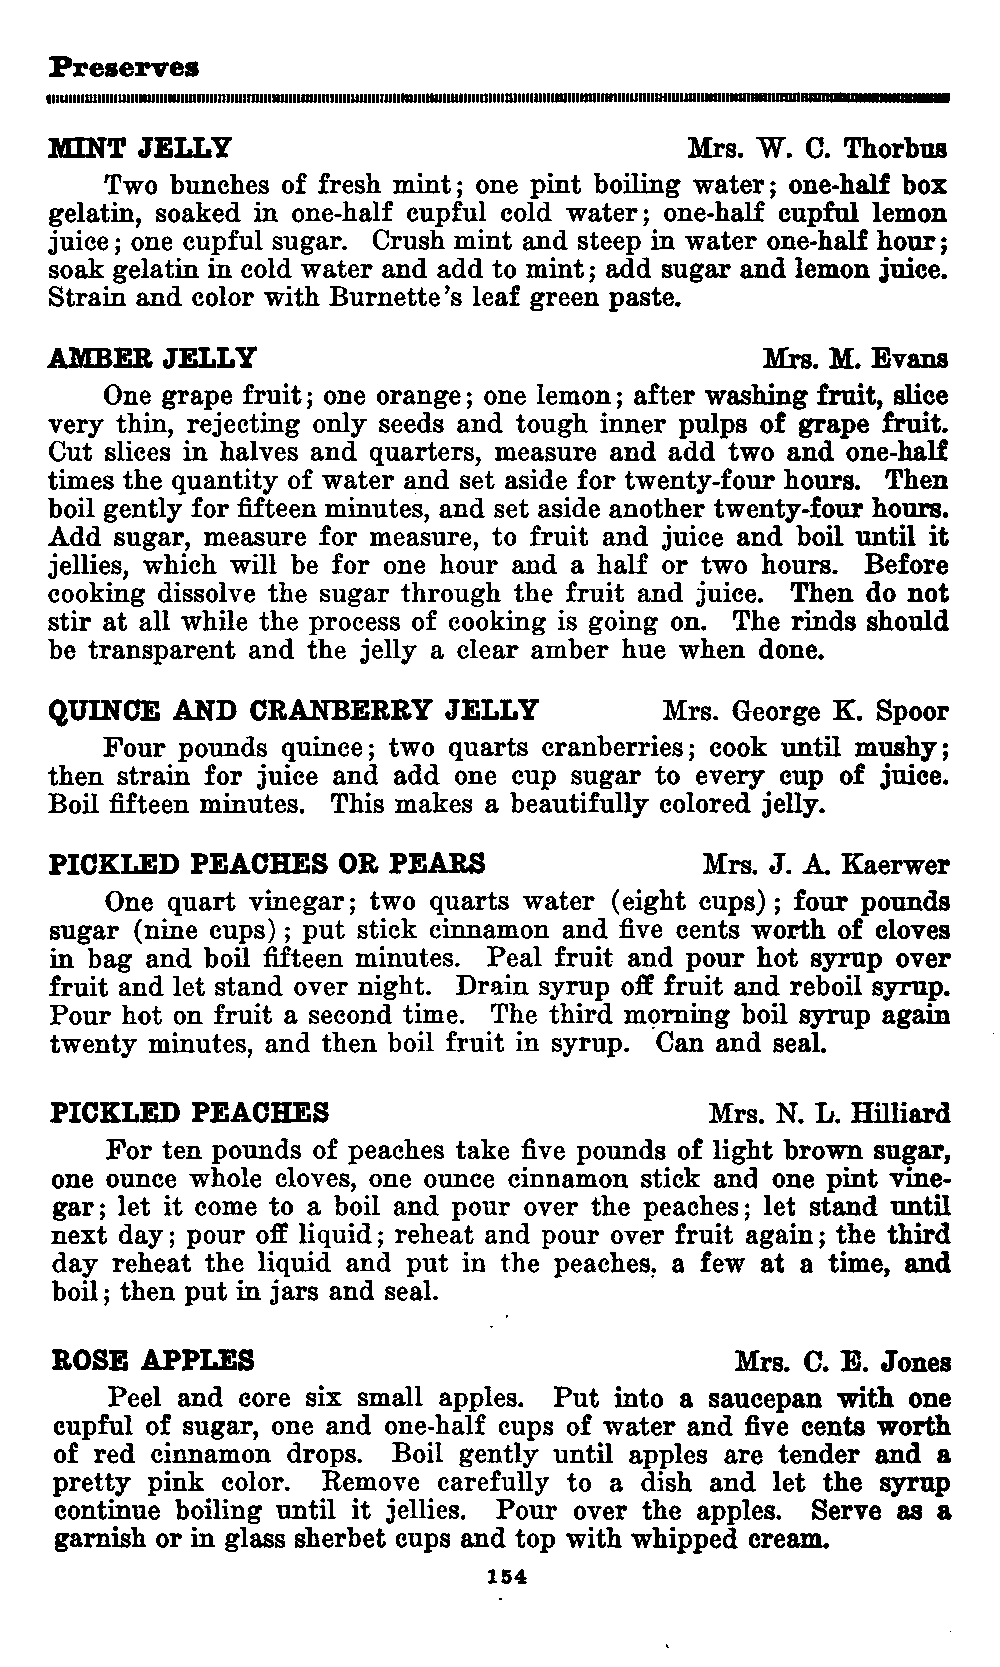 Preserves
MINT JELLY Mrs. W. C. Thorbus
Two bunches of fresh mint; one pint boiling water; one-half box
gelatin, soaked in one-half cupful cold water; one-half cupful lemon
juice; one cupful sugar. Crush mint and steep in water one-half hour;
soak gelatin in cold water and add to mint; add sugar and lemon juice.
Strain and color with Burnette's leaf green paste.
AMBER JELLY Mrs. M. Evans
One grape fruit; one orange; one lemon; after washing fruit, slice
very thin, rejecting only seeds and tough inner pulps of grape fruit.
Cut slices in halves and quarters, measure and add two and one-half
times the quantity of water and set aside for twenty-four hours. Then
boil gently for fifteen minutes, and set aside another twenty-four hours.
Add sugar, measure for measure, to fruit and juice and boil until it
jellies, which will be for one hour and a half or two hours. Before
cooking dissolve the sugar through the fruit and juice. Then do not
stir at all while the process of cooking is going on. The rinds should
be transparent and the jelly a clear amber hue when done.
QUINCE AND CRANBERRY JELLY Mrs. George K. Spoor
Four pounds quince; two quarts cranberries; cook until mushy;
then strain for juice and add one cup sugar to every cup of juice.
Boil fifteen minutes. This makes a beautifully colored jelly.
PICKLED PEACHES OR PEARS Mrs. J. A. Kaerwer
One quart vinegar; two quarts water (eight cups); four pounds
sugar (nine cups); put stick cinnamon and five cents worth of cloves
in bag and boil fifteen minutes. Peal fruit and pour hot syrup over
fruit and let stand over night. Drain syrup off fruit and reboil syrup.
Pour hot on fruit a second time. The third morning boil syrup again
twenty minutes, and then boil fruit in syrup. Can and seal.
PICKLED PEACHES Mrs. N. L. Hilliard
For ten pounds of peaches take five pounds of light brown sugar,
one ounce whole cloves, one ounce cinnamon stick and one pint vine-
gar; let it come to a boil and pour over the peaches; let stand until
next day; pour off liquid; reheat and pour over fruit again; the third
day reheat the liquid and put in the peaches, a few at a time, and
boil; then put in jars and seal.
ROSE APPLES Mrs. C. E. Jones
Peel and core six small apples. Put into a saucepan with one
cupful of sugar, one and one-half cups of water and five cents worth
of red cinnamon drops. Boil gently until apples are tender and a
pretty pink color. Remove carefully to a dish and let the syrup
continue boiling until it jellies. Pour over the apples. Serve as a
garnish or in glass sherbet cups and top with whipped cream.
154